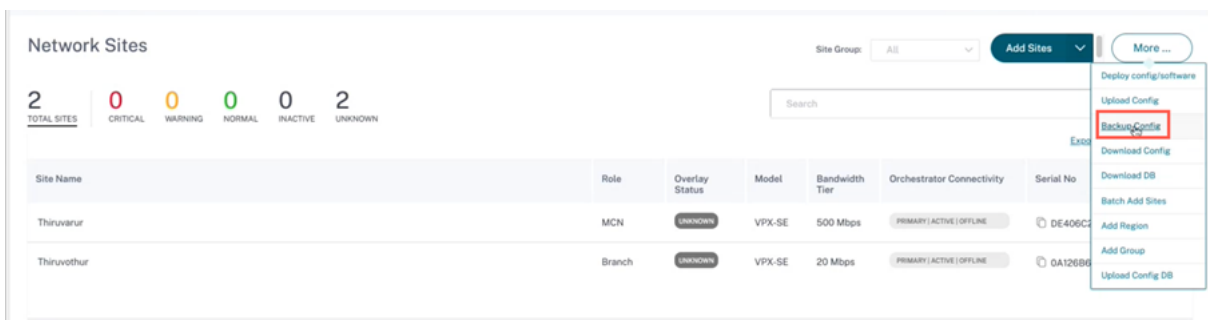 Network Sites
Site Group: All Add Sites More ...
Deploy config/software
2 0 0 0 0 2
TOTAL SITES CRITICAL WARNING NORMAL INACTIVE UNKNOWN
Search
Upload Config
Backup Config
Download Config
Download DB
Batch Add Sites
Add Region
Add Group
Upload Config DB
Site Name Role Overlay Status Model Bandwidth Tier Orchestrator Connectivity Serial No
Thiruvarur MCN UNKNOWN VPX-SE 500 Mbps PRIMARY | ACTIVE | OFFLINE DE406C2
Thiruvothur Branch UNKNOWN VPX-SE 20 Mbps PRIMARY | ACTIVE | OFFLINE 0A126B6